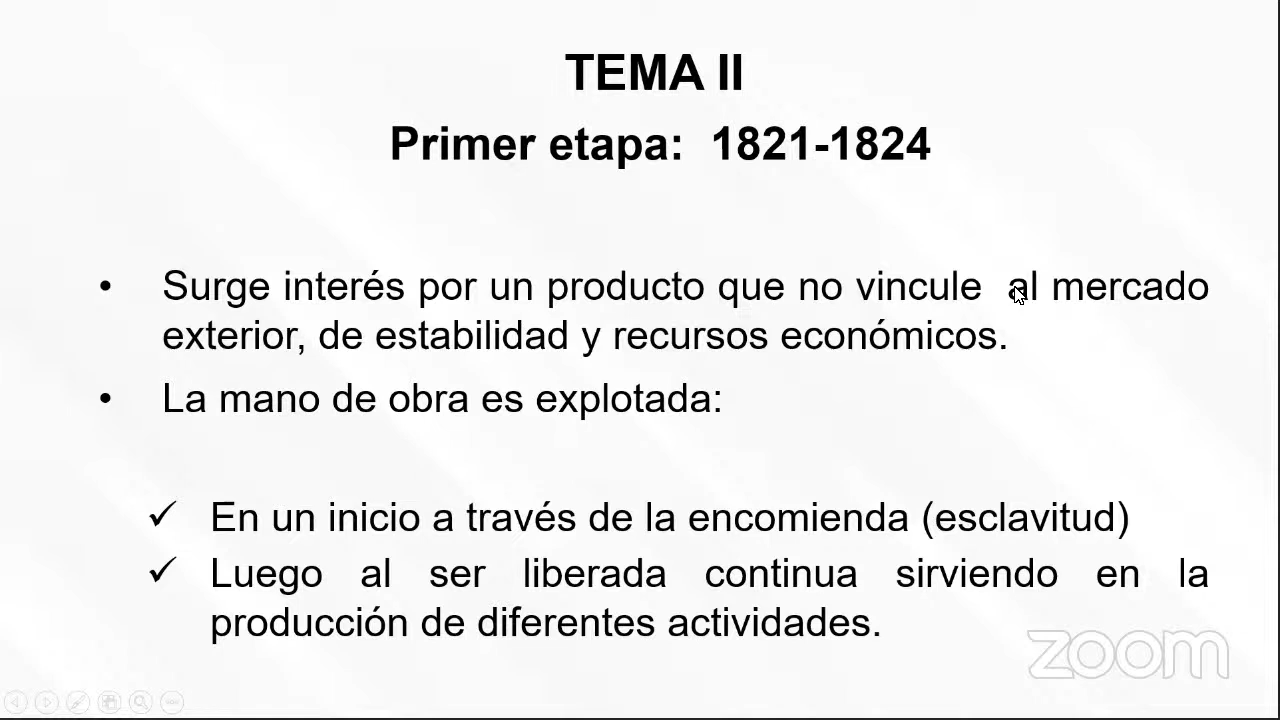 TEMA II
Primer etapa: 1821-1824
• Surge interés por un producto que no vincule al mercado
exterior, de estabilidad y recursos económicos.
• La mano de obra es explotada:
✓ En un inicio a través de la encomienda (esclavitud)
✓ Luego al ser liberada continua sirviendo en la
producción de diferentes actividades.
zoom